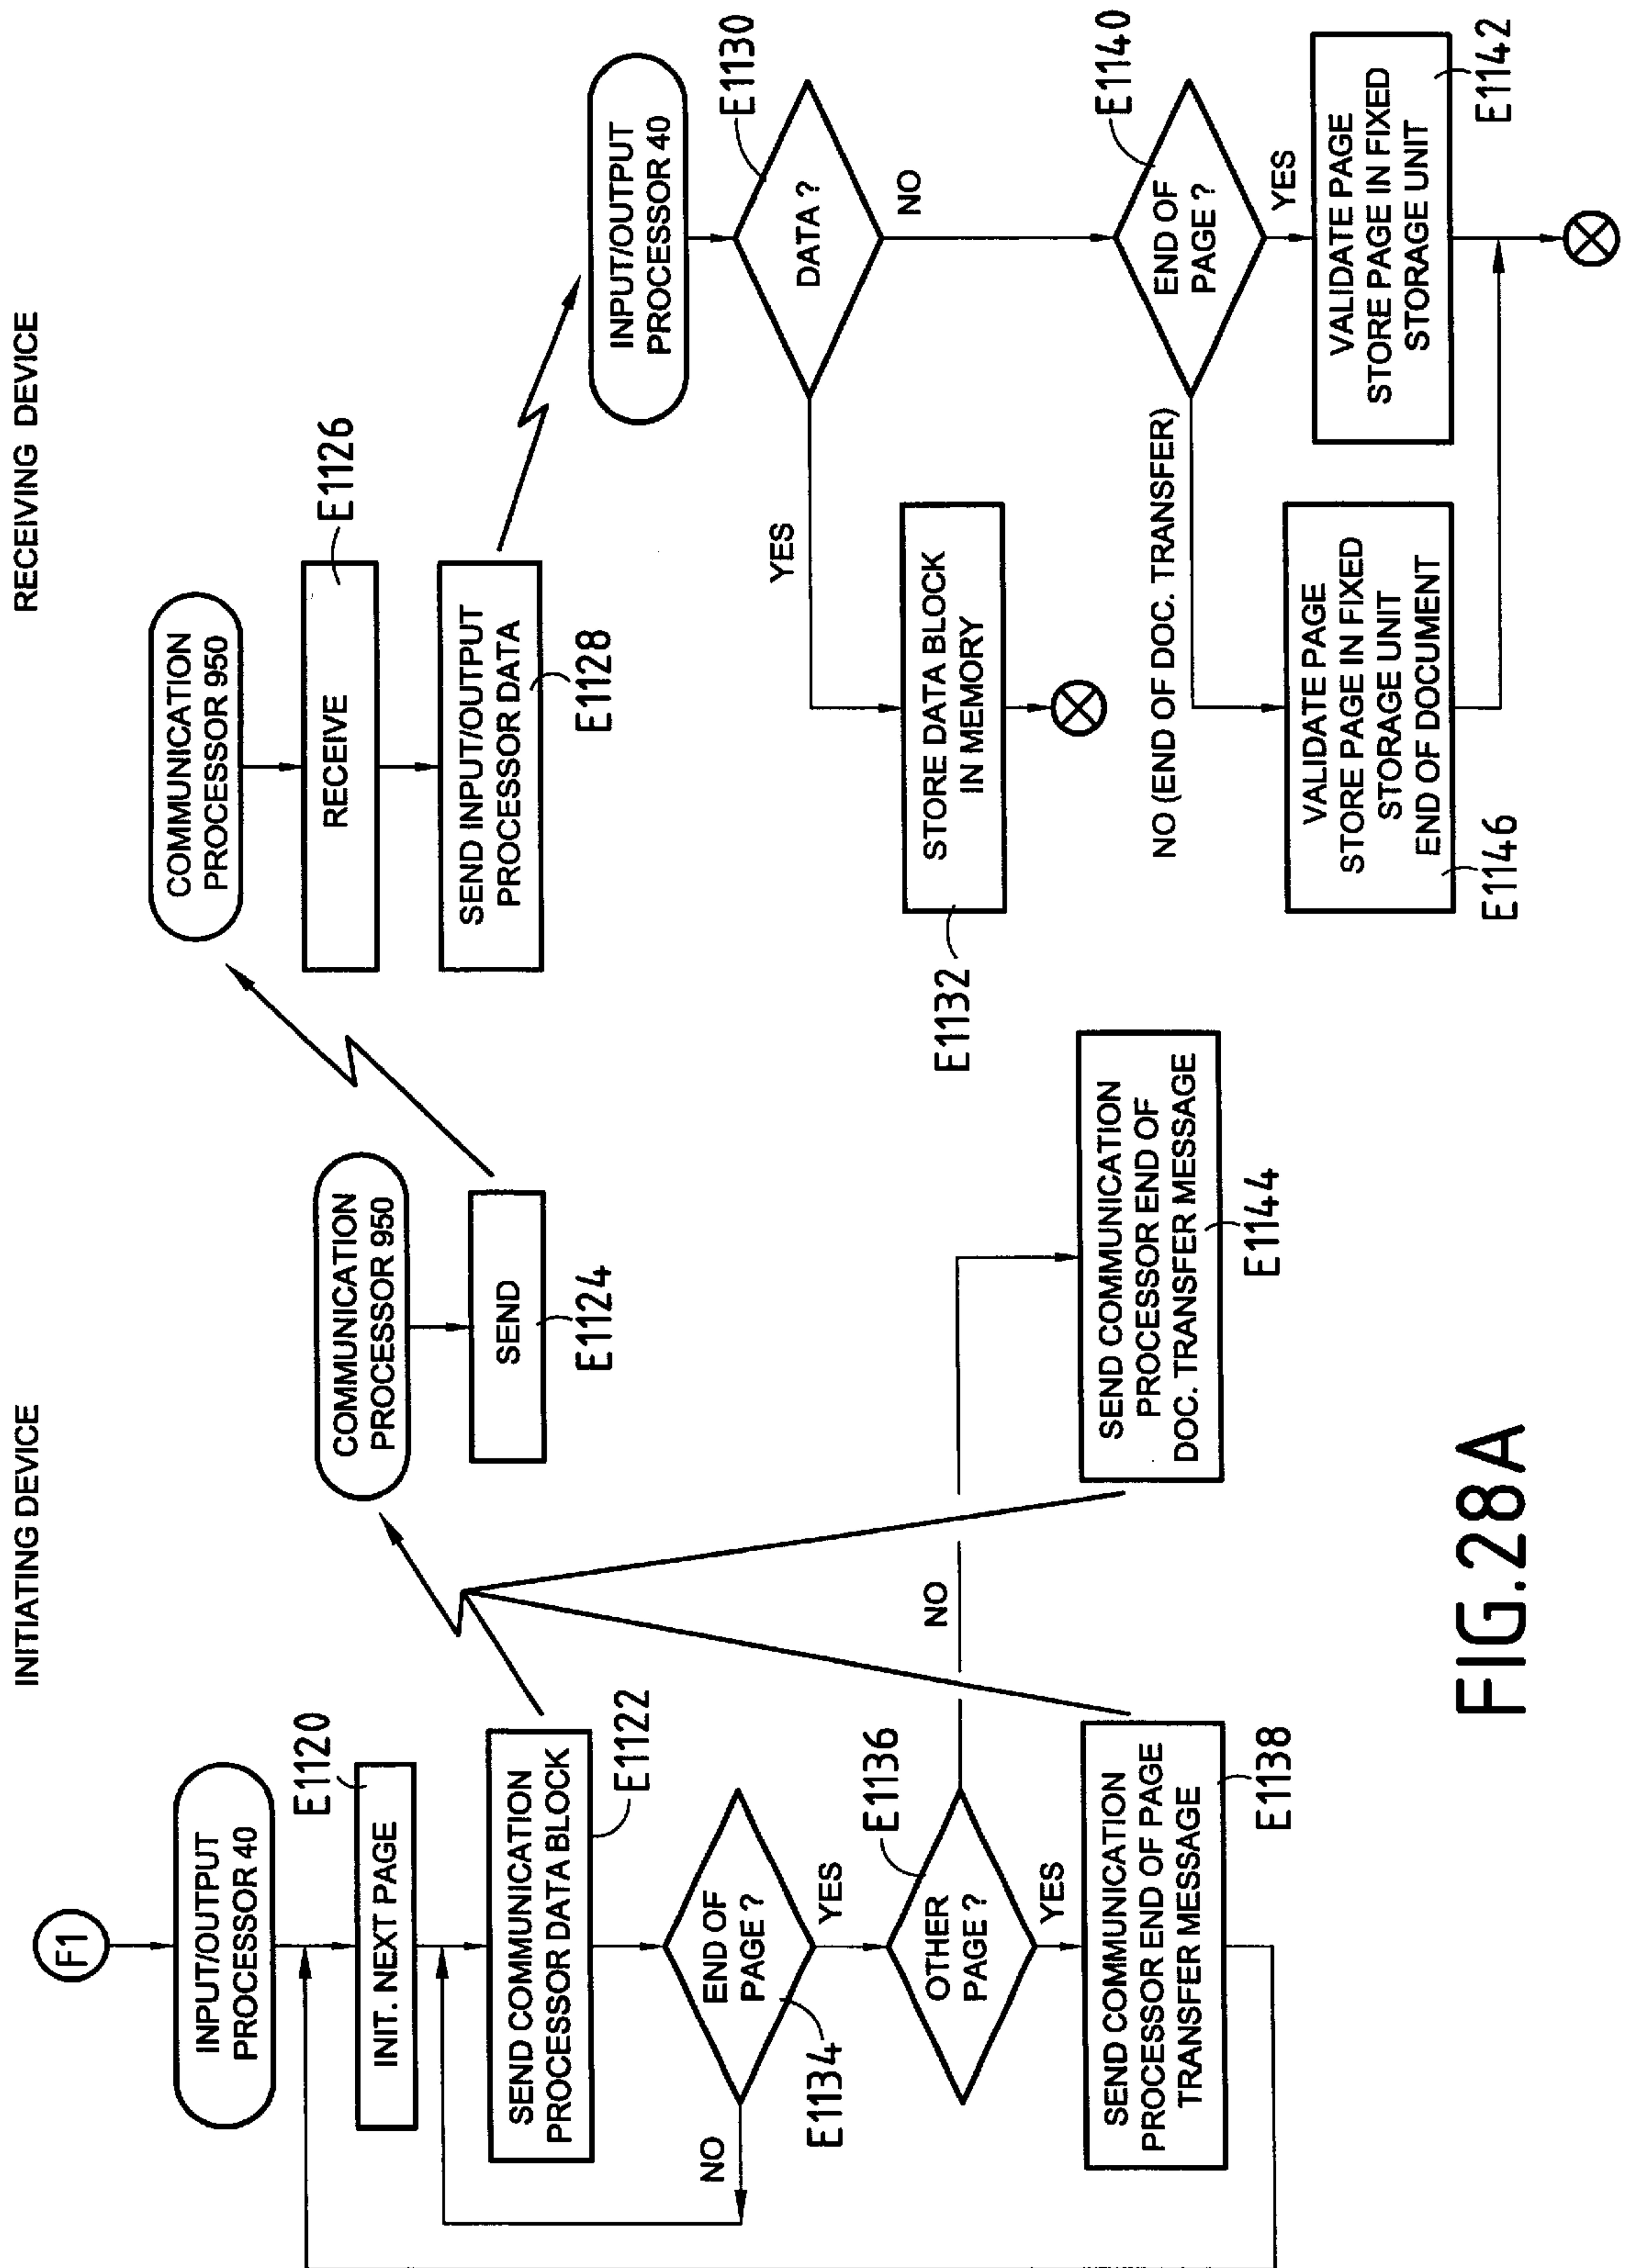 INITIATING DEVICE
RECEIVING DEVICE
F1
INPUT/OUTPUT
PROCESSOR 40
E1120
INIT. NEXT PAGE
SEND COMMUNICATION
PROCESSOR DATA BLOCK
E1122
END OF
PAGE ?
NO
YES
E1134
OTHER
PAGE ?
E1136
NO
YES
SEND COMMUNICATION
PROCESSOR END OF PAGE
TRANSFER MESSAGE
E1138
COMMUNICATION
PROCESSOR 950
SEND
E1124
SEND COMMUNICATION
PROCESSOR END OF
DOC. TRANSFER MESSAGE
E1144
COMMUNICATION
PROCESSOR 950
RECEIVE
E1126
SEND INPUT/OUTPUT
PROCESSOR DATA
E1128
INPUT/OUTPUT
PROCESSOR 40
E1130
DATA ?
YES
NO
STORE DATA BLOCK
IN MEMORY
E1132
E1140
END OF
PAGE ?
NO (END OF DOC. TRANSFER)
YES
VALIDATE PAGE
STORE PAGE IN FIXED
STORAGE UNIT
END OF DOCUMENT
E1146
VALIDATE PAGE
STORE PAGE IN FIXED
STORAGE UNIT
E1142
FIG.28A